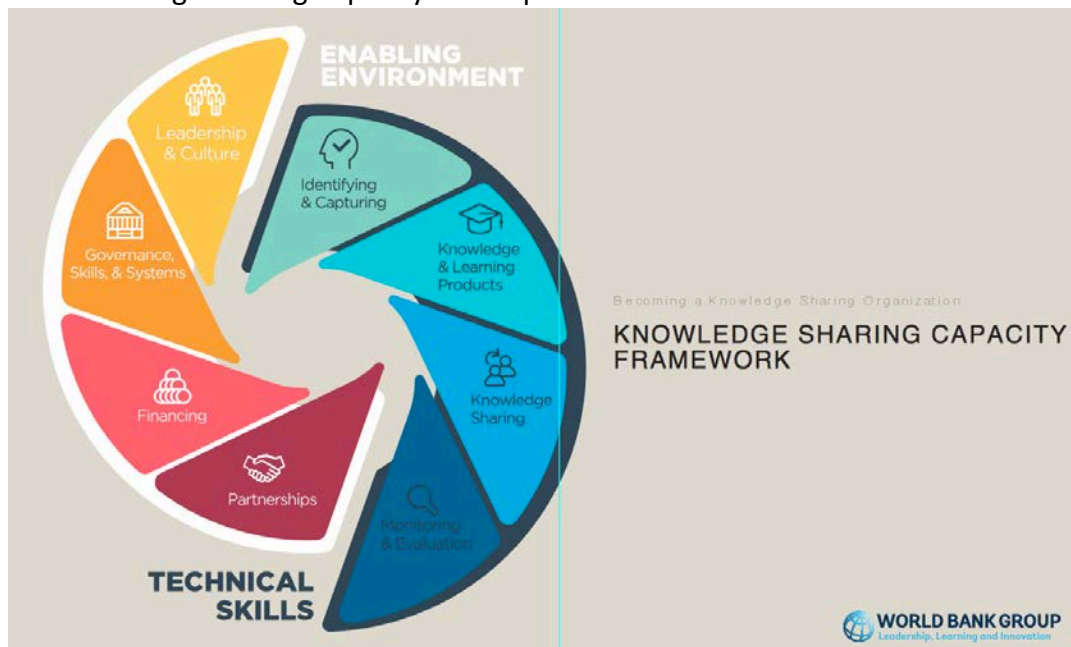 ENABLING
ENVIRONMENT
Leadership
& Culture
Identifying
& Capturing
Governance,
Skills, & Systems
Knowledge
& Learning
Products
Becoming a Knowledge Sharing Organization
KNOWLEDGE SHARING CAPACITY
FRAMEWORK
Financing
Knowledge
Sharing
Partnerships
Monitoring
& Evaluation
TECHNICAL
SKILLS
WORLD BANK GROUP
Leadership, Learning and Innovation